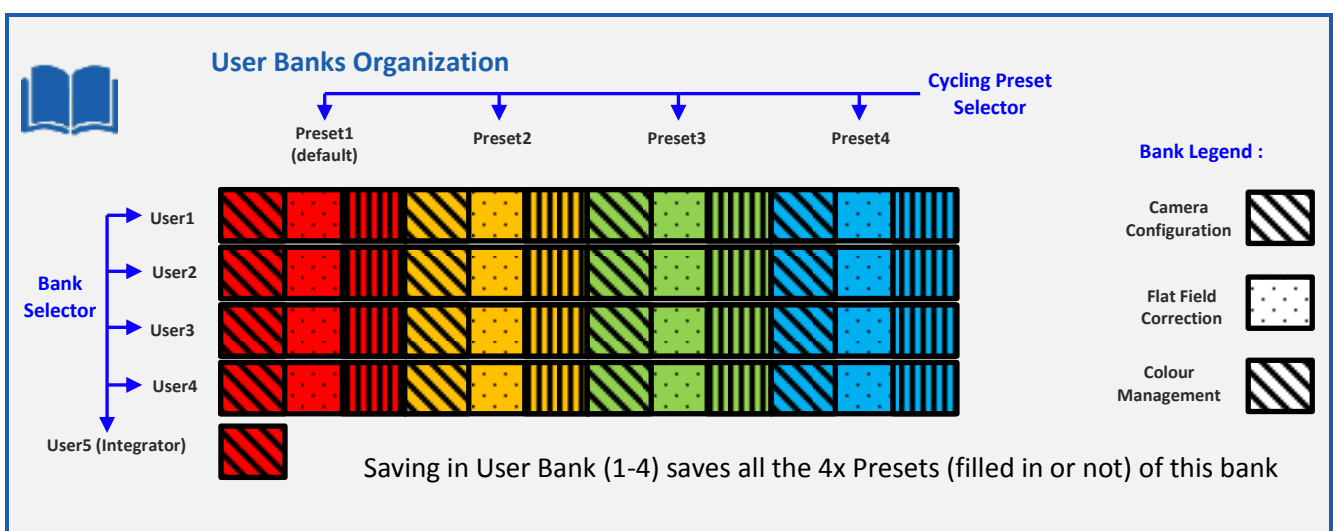 User Banks Organization
Cycling Preset
Selector
Preset1
(default)
Preset2
Preset3
Preset4
Bank Legend :
User1
User2
User3
User4
Bank
Selector
User5 (Integrator)
Camera
Configuration
Flat Field
Correction
Colour
Management
Saving in User Bank (1-4) saves all the 4x Presets (filled in or not) of this bank